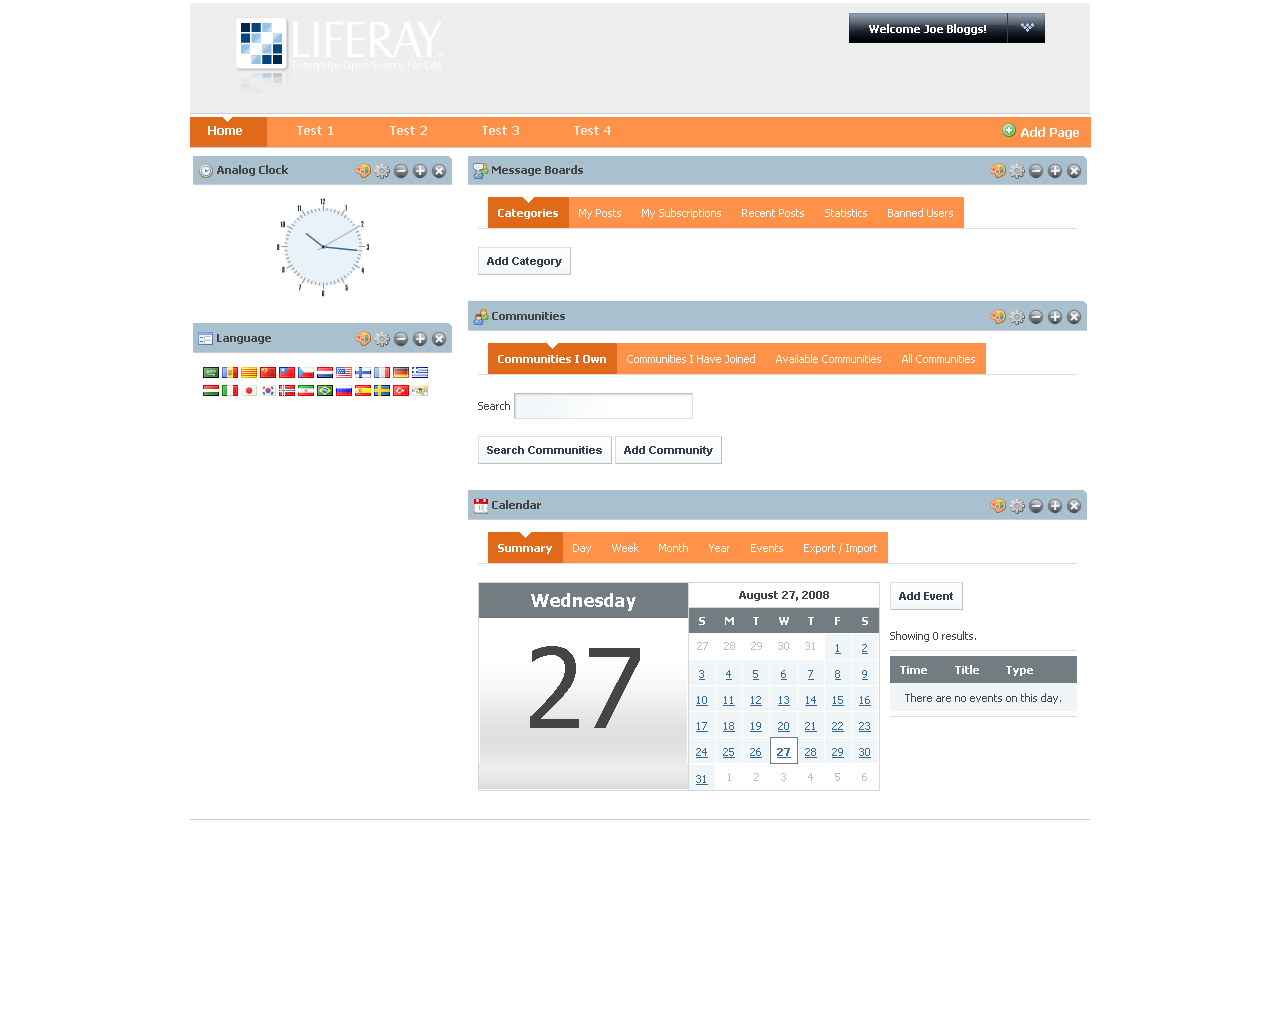 LIFERAY.
Enterprise. Open Source. For Life.
Welcome Joe Bloggs!
Home Test 1 Test 2 Test 3 Test 4 Add Page
Analog Clock
12 1 2 3 4 5 6 7 8 9 10 11
Language
Message Boards
Categories My Posts My Subscriptions Recent Posts Statistics Banned Users
Add Category
Communities
Communities I Own Communities I Have Joined Available Communities All Communities
Search
Search Communities Add Community
Calendar
Summary Day Week Month Year Events Export / Import
Wednesday
27
August 27, 2008
S M T W T F S
27 28 29 30 31 1 2
3 4 5 6 7 8 9
10 11 12 13 14 15 16
17 18 19 20 21 22 23
24 25 26 27 28 29 30
31 1 2 3 4 5 6
Add Event
Showing 0 results.
Time Title Type
There are no events on this day.